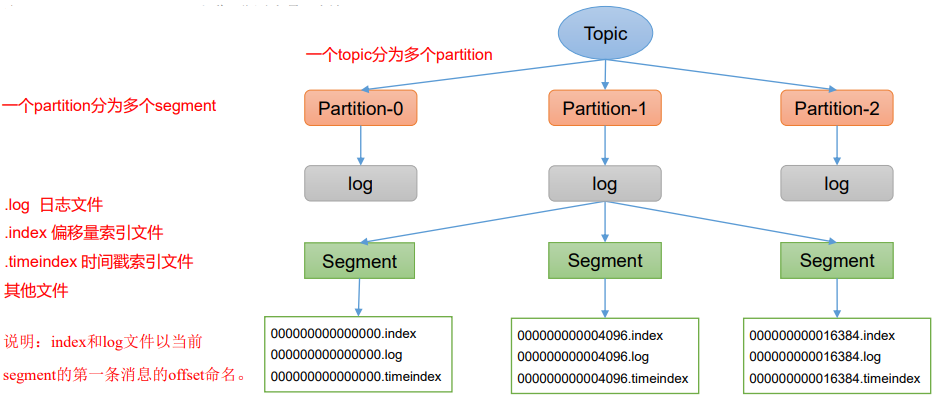 Topic
一个topic分为多个partition
一个partition分为多个segment
Partition-0
Partition-1
Partition-2
log
log
log
.log 日志文件
.index 偏移量索引文件
.timeindex 时间戳索引文件
其他文件
Segment
Segment
Segment
说明：index和log文件以当前
segment的第一条消息的offset命名。
000000000000000.index
000000000000000.log
000000000000000.timeindex
000000000004096.index
000000000004096.log
000000000004096.timeindex
000000000016384.index
000000000016384.log
000000000016384.timeindex